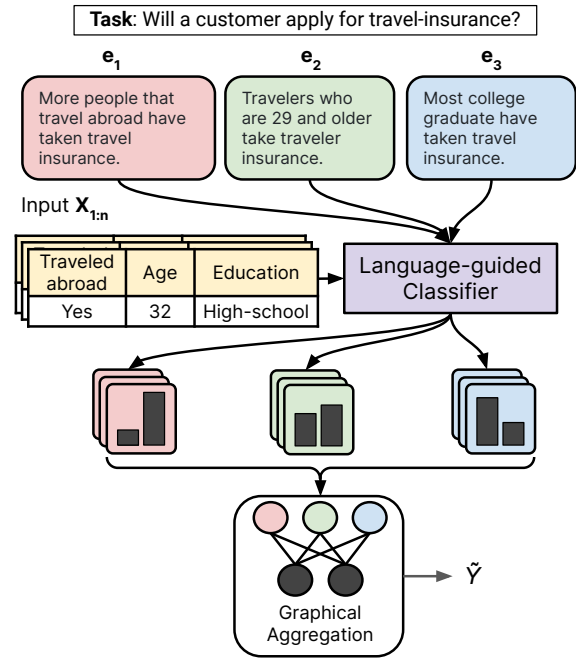 Task: Will a customer apply for travel-insurance?
e1
e2
e3
More people that
travel abroad have
taken travel
insurance.
Travelers who
are 29 and older
take traveler
insurance.
Most college
graduate have
taken travel
insurance.
Input X1:n
Traveled
abroad
Age
Education
Yes
32
High-school
Language-guided
Classifier
Graphical
Aggregation
Ỹ